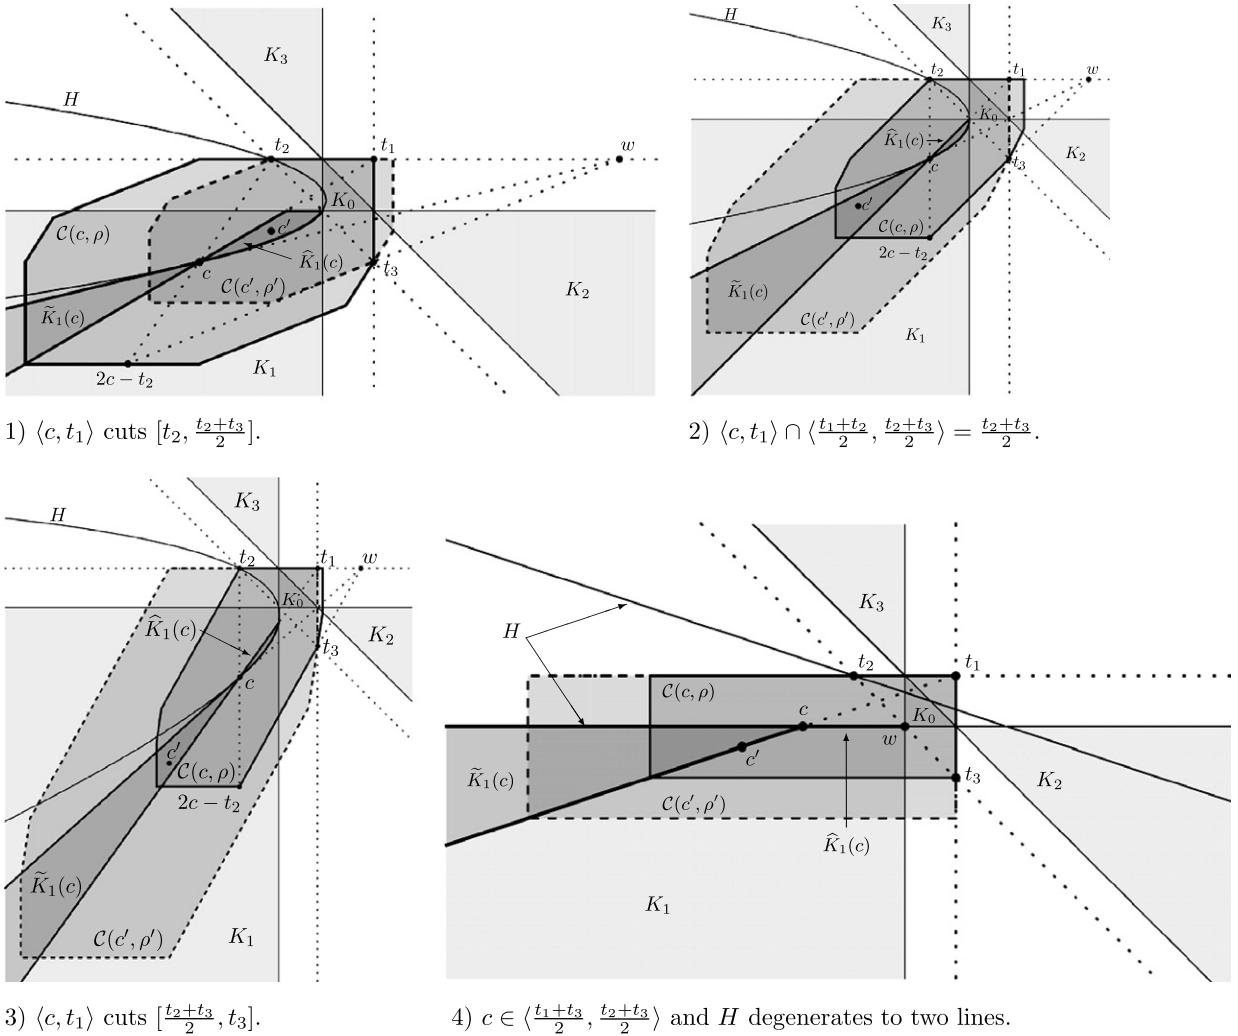 H
K₃
t₂
t₁
w
K₀
𝒞(c, ρ)
c′
K̂₁(c)
c
t₃
𝒞(c′, ρ′)
K₂
K̃₁(c)
K₁
2c − t₂
1) ⟨c, t₁⟩ cuts [t₂, (t₂+t₃)/2].
H
K₃
t₂
t₁
w
K₀
K̂₁(c)
K₂
c
t₃
c′
𝒞(c, ρ)
2c − t₂
K̃₁(c)
𝒞(c′, ρ′)
K₁
2) ⟨c, t₁⟩ ∩ ⟨(t₁+t₂)/2, (t₂+t₃)/2⟩ = (t₂+t₃)/2.
K₃
H
t₂
t₁
w
K₀
K̂₁(c)
K₂
t₃
c
c′
𝒞(c, ρ)
2c − t₂
K̃₁(c)
𝒞(c′, ρ′)
K₁
3) ⟨c, t₁⟩ cuts [(t₂+t₃)/2, t₃].
K₃
H
t₂
t₁
𝒞(c, ρ)
c
K₀
w
c′
K̃₁(c)
t₃
K₂
𝒞(c′, ρ′)
K̂₁(c)
K₁
4) c ∈ ⟨(t₁+t₃)/2, (t₂+t₃)/2⟩ and H degenerates to two lines.